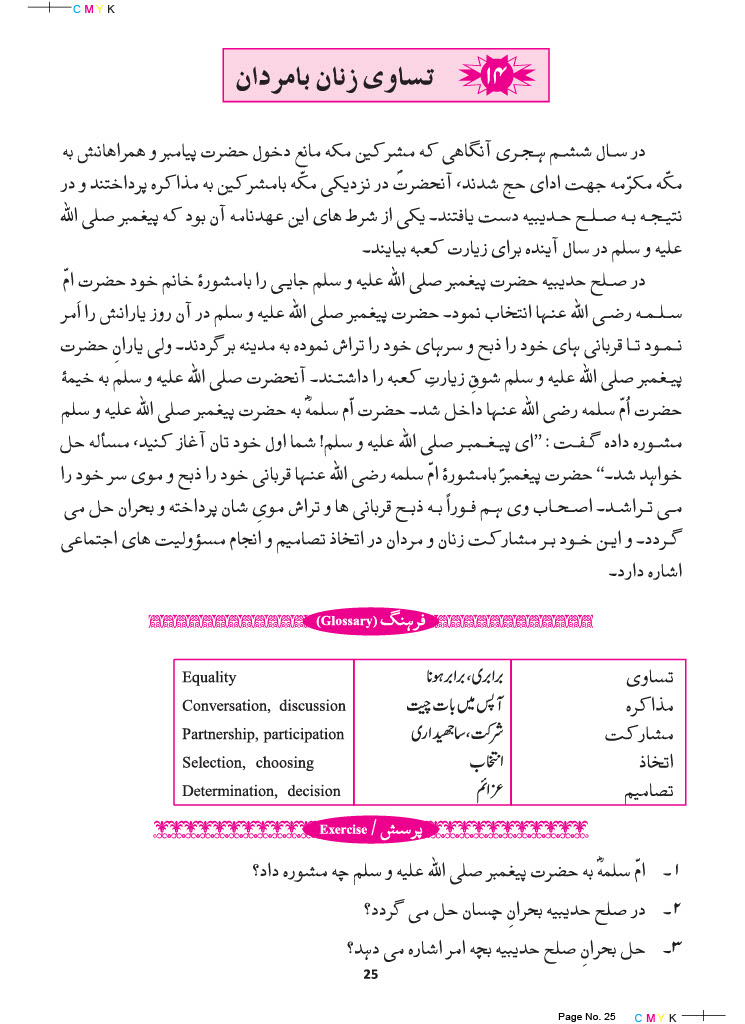 C M Y K
۱۴ تساوی زنان بامردان
در سال ششم هجری آنگاهی که مشرکین مکه مانع دخول حضرت پیامبر و همراهانش به
مکّه مکرّمه جهت ادای حج شدند، آنحضرتؐ در نزدیکی مکّه بامشرکین به مذاکره پرداختند و در
نتیجه به صلح حدیبیه دست یافتند۔ یکی از شرط های این عهدنامه آن بود که پیغمبر صلی الله
علیه و سلم در سال آینده برای زیارت کعبه بیایند۔
در صلح حدیبیه حضرت پیغمبر صلی الله علیه و سلم جایی را بامشورۀ خانم خود حضرت امّ
سلمه رضی الله عنها انتخاب نمود۔ حضرت پیغمبر صلی الله علیه و سلم در آن روز یارانش را اَمر
نمود تا قربانی های خود را ذبح و سرهای خود را تراش نموده به مدینه برگردند۔ ولی یارانِ حضرت
پیغمبر صلی الله علیه و سلم شوقِ زیارتِ کعبه را داشتند۔ آنحضرت صلی الله علیه و سلم به خیمۀ
حضرت اُمّ سلمه رضی الله عنها داخل شد۔ حضرت اّم سلمهؓ به حضرت پیغمبر صلی الله علیه و سلم
مشوره داده گفت : ”ای پیغمبر صلی الله علیه و سلم! شما اول خود تان آغاز کنید، مسأله حل
خواهد شد۔“ حضرت پیغمبرؐ بامشورۀ امّ سلمه رضی الله عنها قربانی خود را ذبح و موی سر خود را
می تراشد۔ اصحاب وی هم فوراً به ذبح قربانی ها و تراش مویِ شان پرداخته و بحران حل می
گردد۔ و این خود بر مشارکت زنان و مردان در اتخاذ تصامیم و انجام مسؤولیت های اجتماعی
اشاره دارد۔
فرہنگ (Glossary)
تساوی برابری، برابر ہونا Equality
مذاکره آپس میں بات چیت Conversation, discussion
مشارکت شرکت، ساجھیداری Partnership, participation
اتخاذ انتخاب Selection, choosing
تصامیم عزائم Determination, decision
پرسش / Exercise
۱۔ امّ سلمهؓ به حضرت پیغمبر صلی الله علیه و سلم چه مشوره داد؟
۲۔ در صلح حدیبیه بحرانِ چسان حل می گردد؟
۳۔ حل بحرانِ صلح حدیبیه بچه امر اشاره می دهد؟
25
Page No. 25 C M Y K